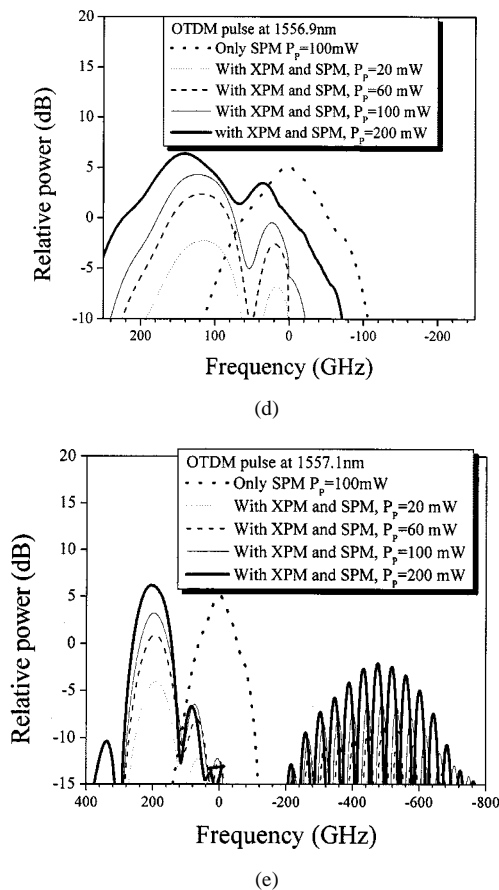 20
15
10
5
0
-5
-10
Relative power (dB)
OTDM pulse at 1556.9nm
Only SPM P_P=100mW
With XPM and SPM, P_P=20 mW
With XPM and SPM, P_P=60 mW
With XPM and SPM, P_P=100 mW
with XPM and SPM, P_P=200 mW
200 100 0 -100 -200
Frequency (GHz)
(d)
20
15
10
5
0
-5
-10
-15
Relative power (dB)
OTDM pulse at 1557.1nm
Only SPM P_P=100mW
With XPM and SPM, P_P=20 mW
With XPM and SPM, P_P=60 mW
With XPM and SPM, P_P=100 mW
With XPM and SPM, P_P=200 mW
400 200 0 -200 -400 -600 -800
Frequency (GHz)
(e)